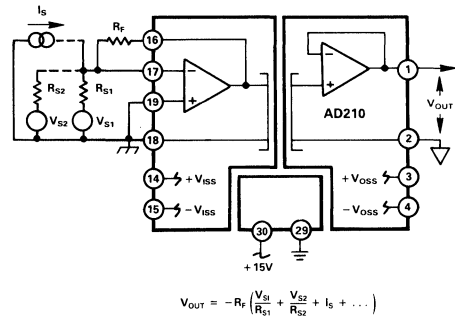 I_S
R_F
16
17
19
18
14
15
R_S2
R_S1
V_S2
V_S1
+V_ISS
−V_ISS
−
+
−
+
AD210
1
V_OUT
2
+V_OSS
3
−V_OSS
4
30
29
+15V
V_OUT = −R_F (V_SI/R_S1 + V_S2/R_S2 + I_S + . . . )